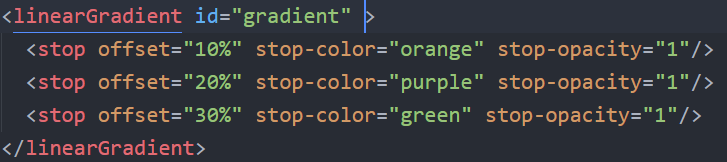 <linearGradient id="gradient" >
<stop offset="10%" stop-color="orange" stop-opacity="1"/>
<stop offset="20%" stop-color="purple" stop-opacity="1"/>
<stop offset="30%" stop-color="green" stop-opacity="1"/>
</linearGradient>